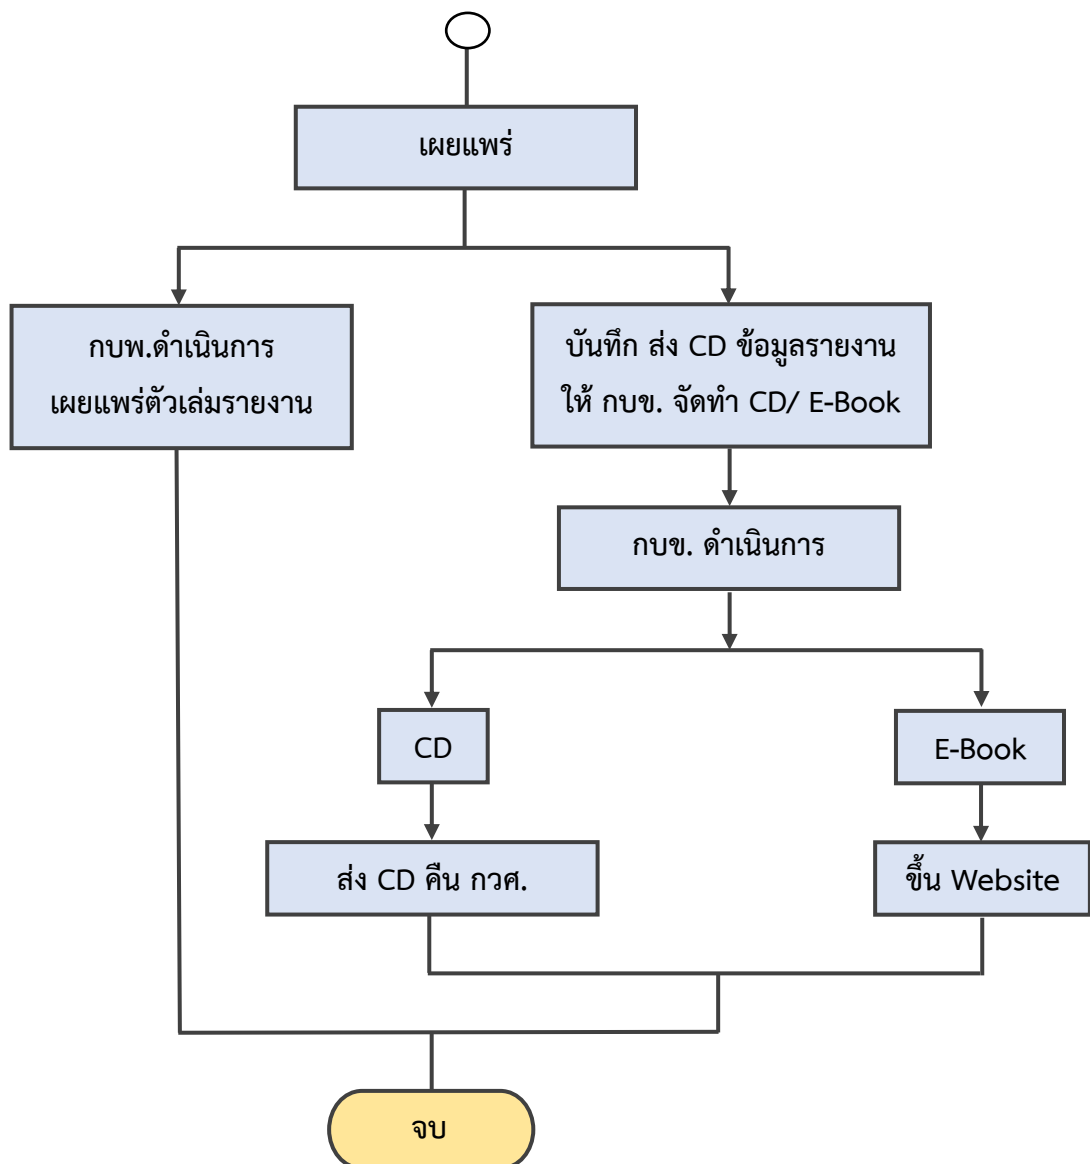 เผยแพร่
กบพ.ดำเนินการ
เผยแพร่ตัวเล่มรายงาน
บันทึก ส่ง CD ข้อมูลรายงาน
ให้ กบข. จัดทำ CD/ E-Book
กบข. ดำเนินการ
CD
E-Book
ส่ง CD คืน กวศ.
ขึ้น Website
จบ